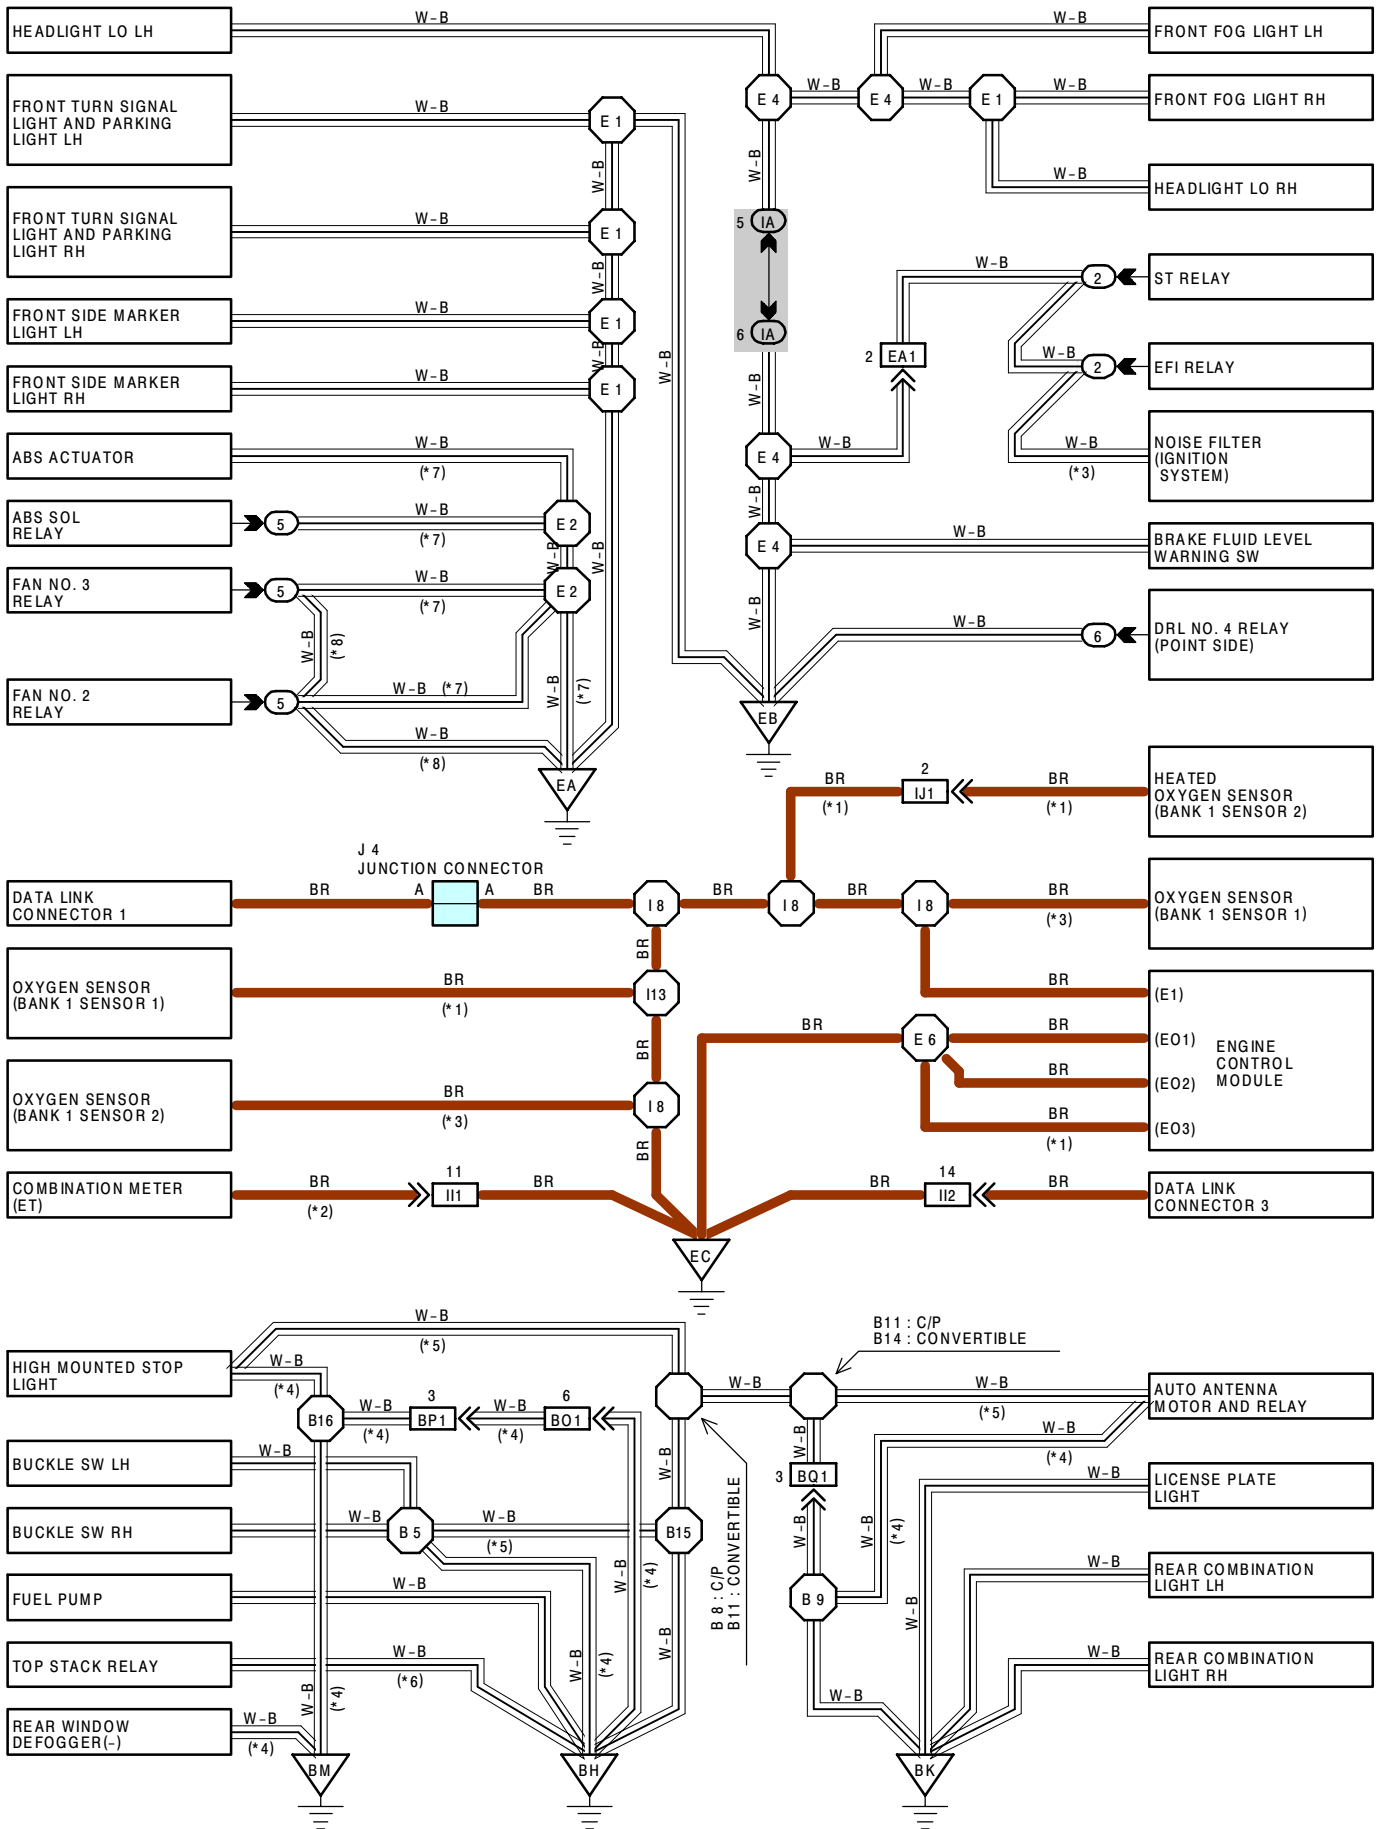 HEADLIGHT LO LH
W-B
W-B
FRONT FOG LIGHT LH
FRONT TURN SIGNAL
LIGHT AND PARKING
LIGHT LH
W-B
E 1
E 4
W-B
E 4
W-B
E 1
W-B
FRONT FOG LIGHT RH
W-B
W-B
W-B
HEADLIGHT LO RH
FRONT TURN SIGNAL
LIGHT AND PARKING
LIGHT RH
W-B
E 1
5
IA
W-B
W-B
2
ST RELAY
FRONT SIDE MARKER
LIGHT LH
W-B
E 1
6
IA
W-B
W-B
2
EA1
W-B
2
EFI RELAY
FRONT SIDE MARKER
LIGHT RH
W-B
E 1
W-B
ABS ACTUATOR
W-B
(*7)
E 4
W-B
W-B
(*3)
NOISE FILTER
(IGNITION
SYSTEM)
ABS SOL
RELAY
5
W-B
(*7)
E 2
W-B
W-B
W-B
E 4
W-B
BRAKE FLUID LEVEL
WARNING SW
FAN NO. 3
RELAY
5
W-B
(*7)
E 2
W-B
W-B
(*8)
W-B
6
DRL NO. 4 RELAY
(POINT SIDE)
FAN NO. 2
RELAY
5
W-B
(*7)
W-B
(*7)
W-B
(*8)
EB
EA
BR
(*1)
2
IJ1
BR
(*1)
HEATED
OXYGEN SENSOR
(BANK 1 SENSOR 2)
J 4
JUNCTION CONNECTOR
DATA LINK
CONNECTOR 1
BR
A
A
BR
I 8
BR
I 8
BR
I 8
BR
(*3)
OXYGEN SENSOR
(BANK 1 SENSOR 1)
BR
OXYGEN SENSOR
(BANK 1 SENSOR 1)
BR
(*1)
I13
BR
(E1)
BR
BR
E 6
BR
(EO1)
ENGINE
CONTROL
MODULE
BR
(EO2)
OXYGEN SENSOR
(BANK 1 SENSOR 2)
BR
(*3)
I 8
BR
(*1)
(EO3)
BR
COMBINATION METER
(ET)
BR
(*2)
11
II1
BR
BR
14
II2
BR
DATA LINK
CONNECTOR 3
EC
W-B
(*5)
B11 : C/P
B14 : CONVERTIBLE
HIGH MOUNTED STOP
LIGHT
W-B
(*4)
W-B
W-B
(*5)
AUTO ANTENNA
MOTOR AND RELAY
B16
W-B
(*4)
3
BP1
W-B
(*4)
6
BO1
W-B
(*4)
BUCKLE SW LH
W-B
W-B
W-B
3
BQ1
W-B
LICENSE PLATE
LIGHT
B 8 : C/P
B11 : CONVERTIBLE
BUCKLE SW RH
W-B
B 5
W-B
(*5)
B15
W-B
(*4)
W-B
(*4)
W-B
REAR COMBINATION
LIGHT LH
FUEL PUMP
W-B
B 9
W-B
TOP STACK RELAY
W-B
(*6)
W-B
(*4)
W-B
(*4)
W-B
W-B
W-B
REAR COMBINATION
LIGHT RH
REAR WINDOW
DEFOGGER(-)
W-B
(*4)
BM
BH
BK